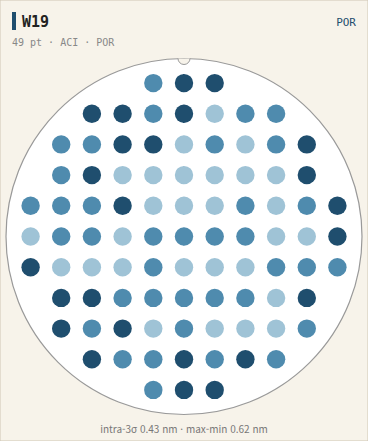 W19
POR
49 pt · ACI · POR
intra-3σ 0.43 nm · max-min 0.62 nm